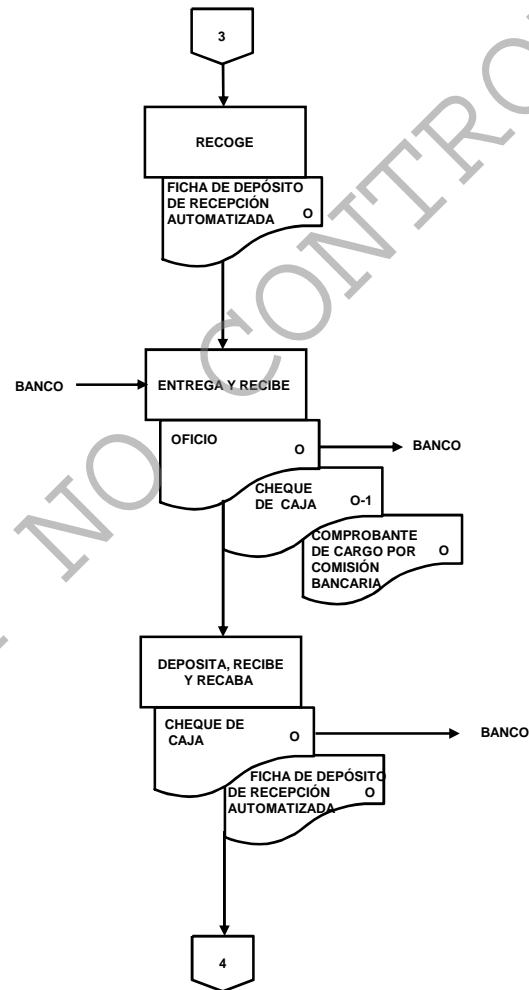 3
RECOGE
FICHA DE DEPÓSITO
DE RECEPCIÓN
AUTOMATIZADA O
BANCO
ENTREGA Y RECIBE
OFICIO
O
BANCO
CHEQUE
DE CAJA O-1
COMPROBANTE
DE CARGO POR O
COMISIÓN
BANCARIA
DEPOSITA, RECIBE
Y RECABA
CHEQUE DE
CAJA O
BANCO
FICHA DE DEPÓSITO
DE RECEPCIÓN O
AUTOMATIZADA
4
NO CONTRO